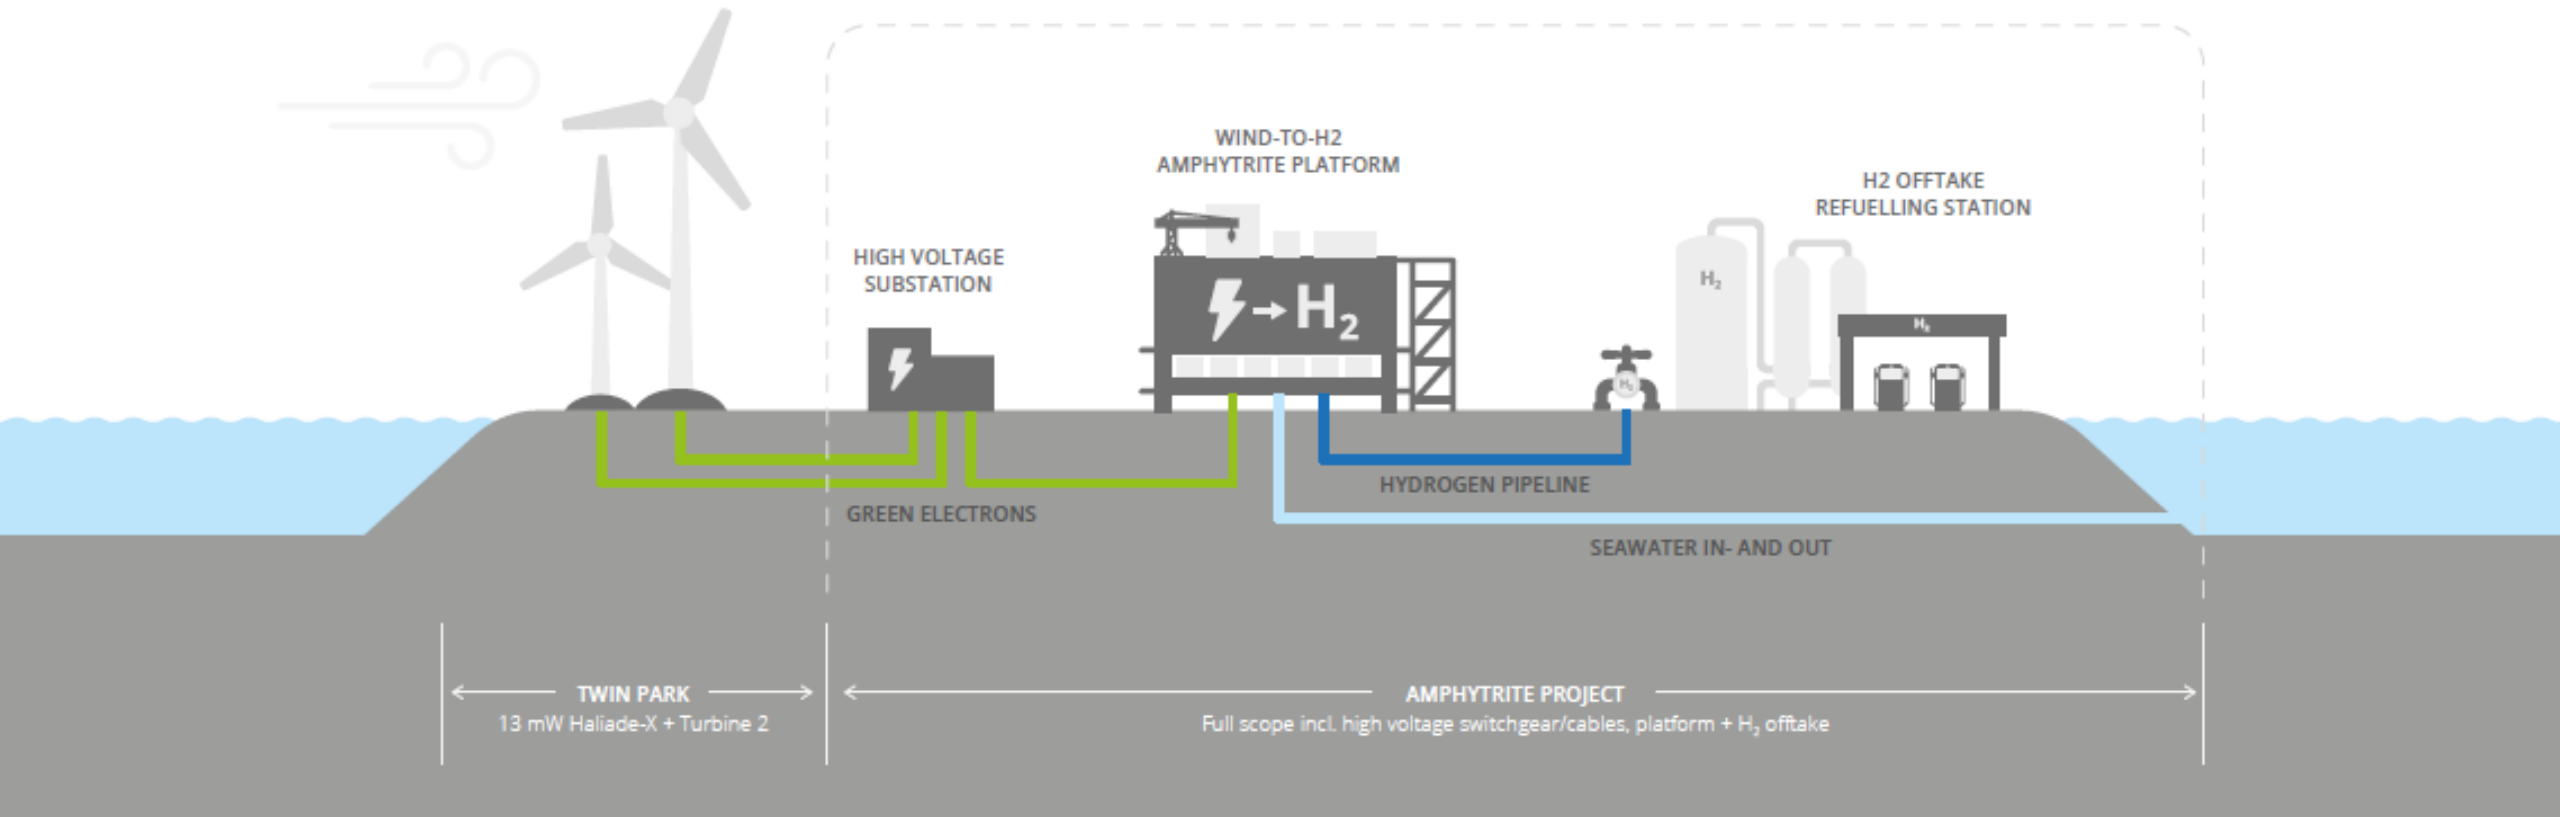 WIND-TO-H2
AMPHYTRITE PLATFORM
H2 OFFTAKE
REFUELLING STATION
HIGH VOLTAGE
SUBSTATION
H₂
H₂
H₂
H₂
HYDROGEN PIPELINE
GREEN ELECTRONS
SEAWATER IN- AND OUT
TWIN PARK
13 mW Haliade-X + Turbine 2
AMPHYTRITE PROJECT
Full scope incl. high voltage switchgear/cables, platform + H₂ offtake